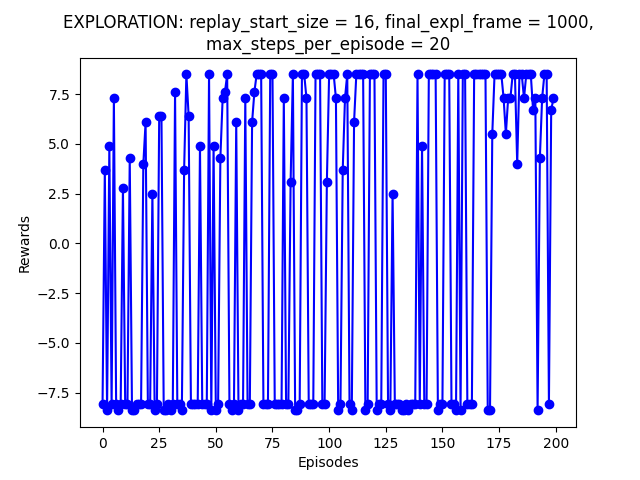 EXPLORATION: replay_start_size = 16, final_expl_frame = 1000,
max_steps_per_episode = 20
7.5
5.0
2.5
0.0
−2.5
−5.0
−7.5
Rewards
0 25 50 75 100 125 150 175 200
Episodes